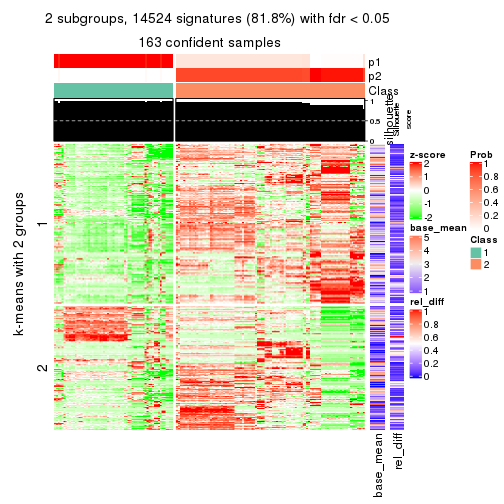 2 subgroups, 14524 signatures (81.8%) with fdr < 0.05
163 confident samples
p1
p2
Class
silhouette
1
0.5
0
Silhouette
score
k-means with 2 groups
1
2
base_mean
rel_diff
z-score
2
1
0
-1
-2
base_mean
5
4
3
2
1
rel_diff
1
0.8
0.6
0.4
0.2
0
Prob
1
0.8
0.6
0.4
0.2
0
Class
1
2